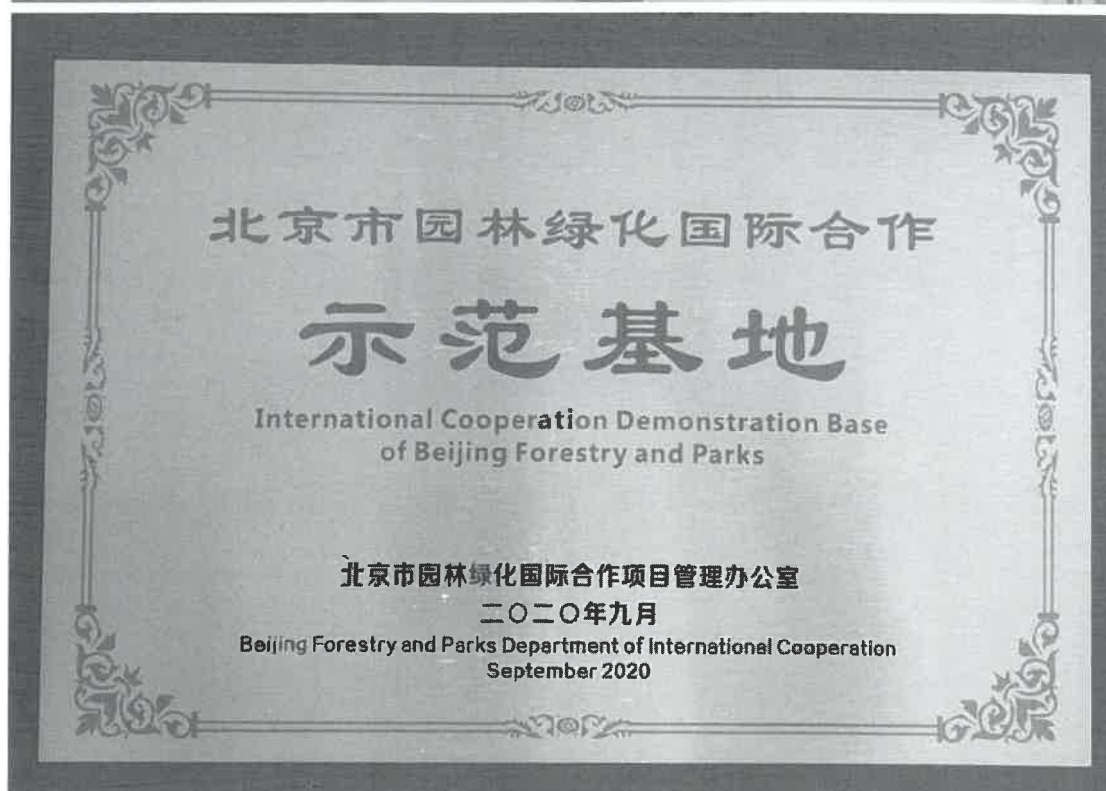 北京市园林绿化国际合作
示范基地
International Cooperation Demonstration Base
of Beijing Forestry and Parks
北京市园林绿化国际合作项目管理办公室
二〇二〇年九月
Beijing Forestry and Parks Department of International Cooperation
September 2020